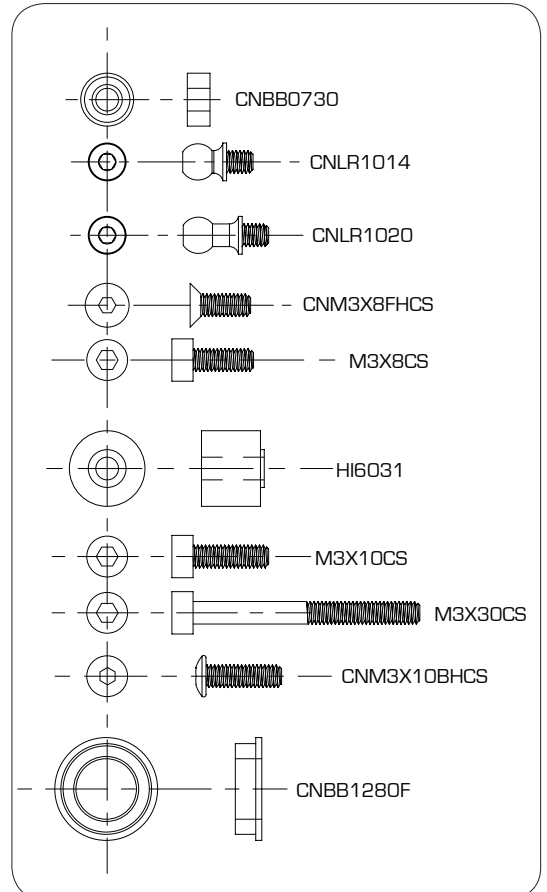 CNBB0730
CNLR1014
CNLR1020
CNM3X8FHCS
M3X8CS
HI6031
M3X10CS
M3X30CS
CNM3X10BHCS
CNBB1280F